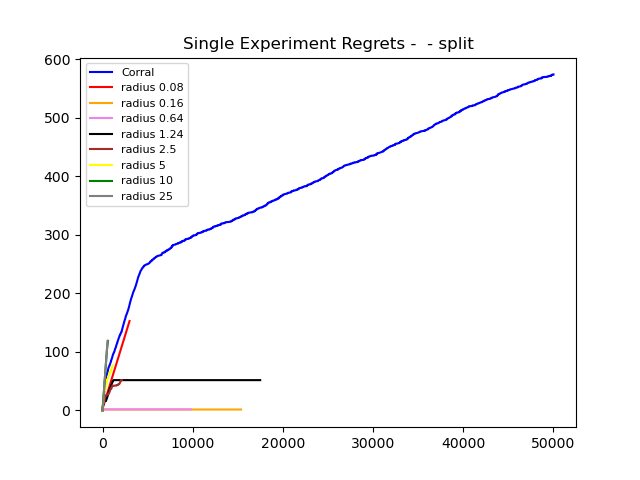 Single Experiment Regrets -  - split
600
500
400
300
200
100
0
Corral
radius 0.08
radius 0.16
radius 0.64
radius 1.24
radius 2.5
radius 5
radius 10
radius 25
0 10000 20000 30000 40000 50000